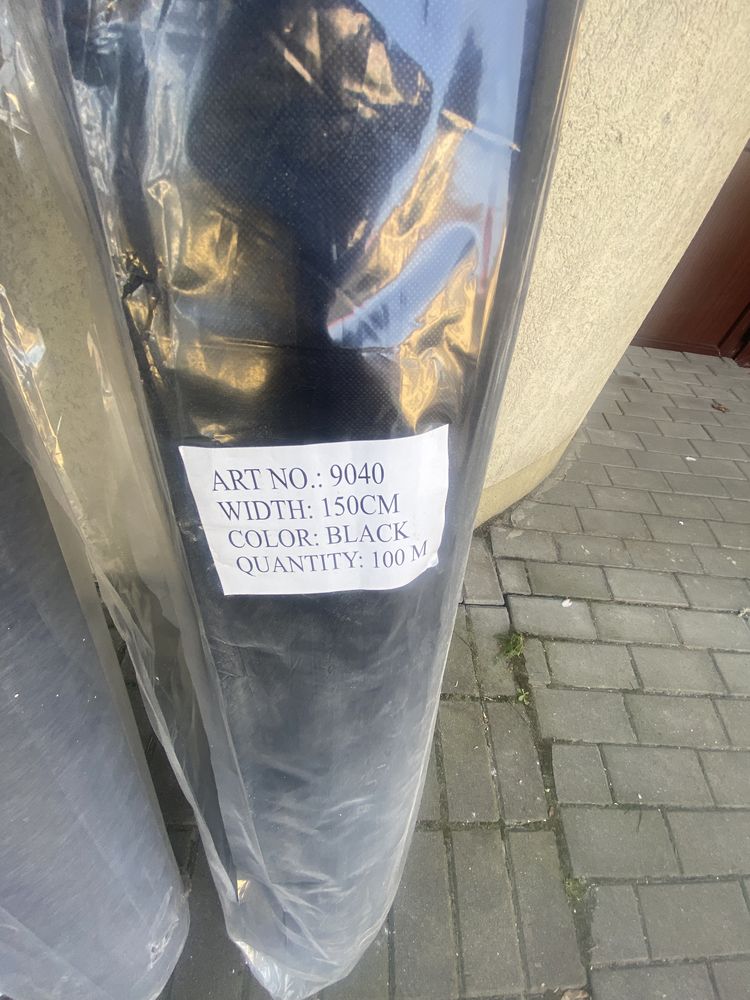 ART NO.: 9040
WIDTH: 150CM
COLOR: BLACK
QUANTITY: 100 M